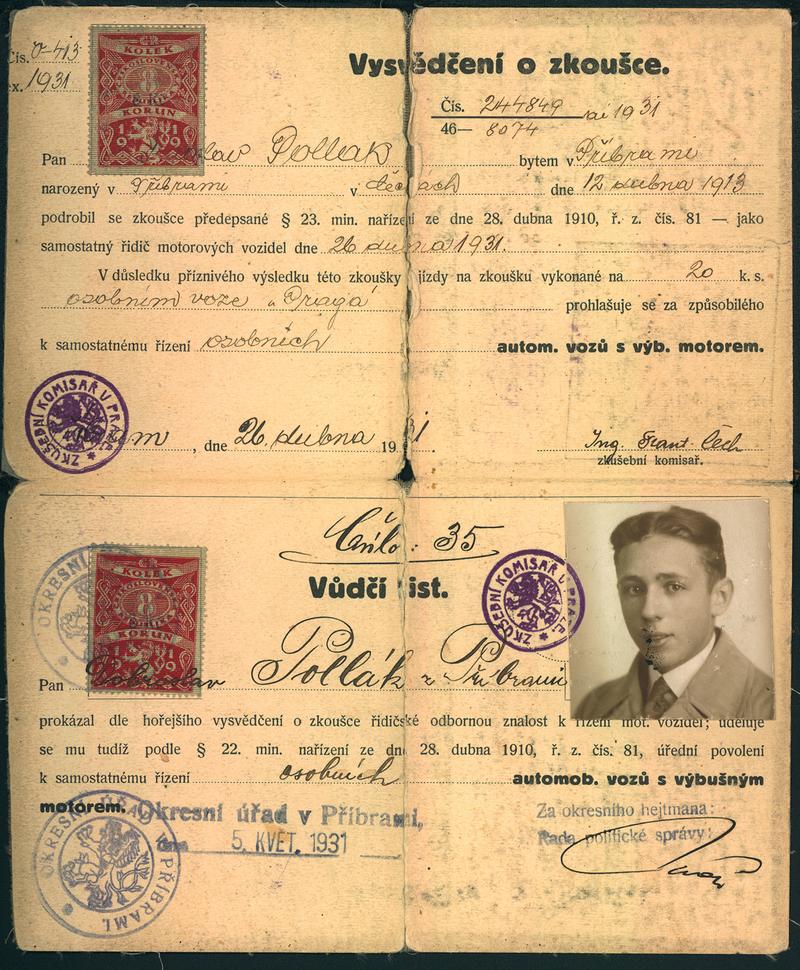 Čís. O-413
ex. 1931
KOLEK
KORUN
1919
Vysvědčení o zkoušce.
Čís. 244849 ai 1931
46— 8074
Pan Pollak bytem v Příbrami
narozený v Příbrami v Čechách dne 12 dubna 1913
podrobil se zkoušce předepsané § 23. min. nařízení ze dne 28. dubna 1910, ř. z. čís. 81 — jako
samostatný řidič motorových vozidel dne 26 dubna 1931.
V důsledku příznivého výsledku této zkoušky jízdy na zkoušku vykonané na 20 k. s.
osobním voze „Praga" prohlašuje se za způsobilého
k samostatnému řízení osobních autom. vozů s výb. motorem.
ZKUŠEBNÍ KOMISAŘ V PRAZE
, dne 26. dubna 1931
Ing. Frant. Čech
zkušební komisař.
Číslo: 35
Vůdčí list.
OKRESNÍ
KOLEK
8
KORUN
1919
ZKUŠEBNÍ KOMISAŘ V PRAZE
Pan Dobroslav Pollák z Příbrami
prokázal dle hořejšího vysvědčení o zkoušce řidičské odbornou znalost k řízení mot. vozidel; uděluje
se mu tudíž podle § 22. min. nařízení ze dne 28. dubna 1910, ř. z. čís. 81, úřední povolení
k samostatnému řízení osobních automob. vozů s výbušným
motorem. Okresní úřad v Příbrami,
dne 5. KVĚT. 1931
OKRESNÍ ÚŘAD V PŘÍBRAMI
Za okresního hejtmana:
Rada politické správy: